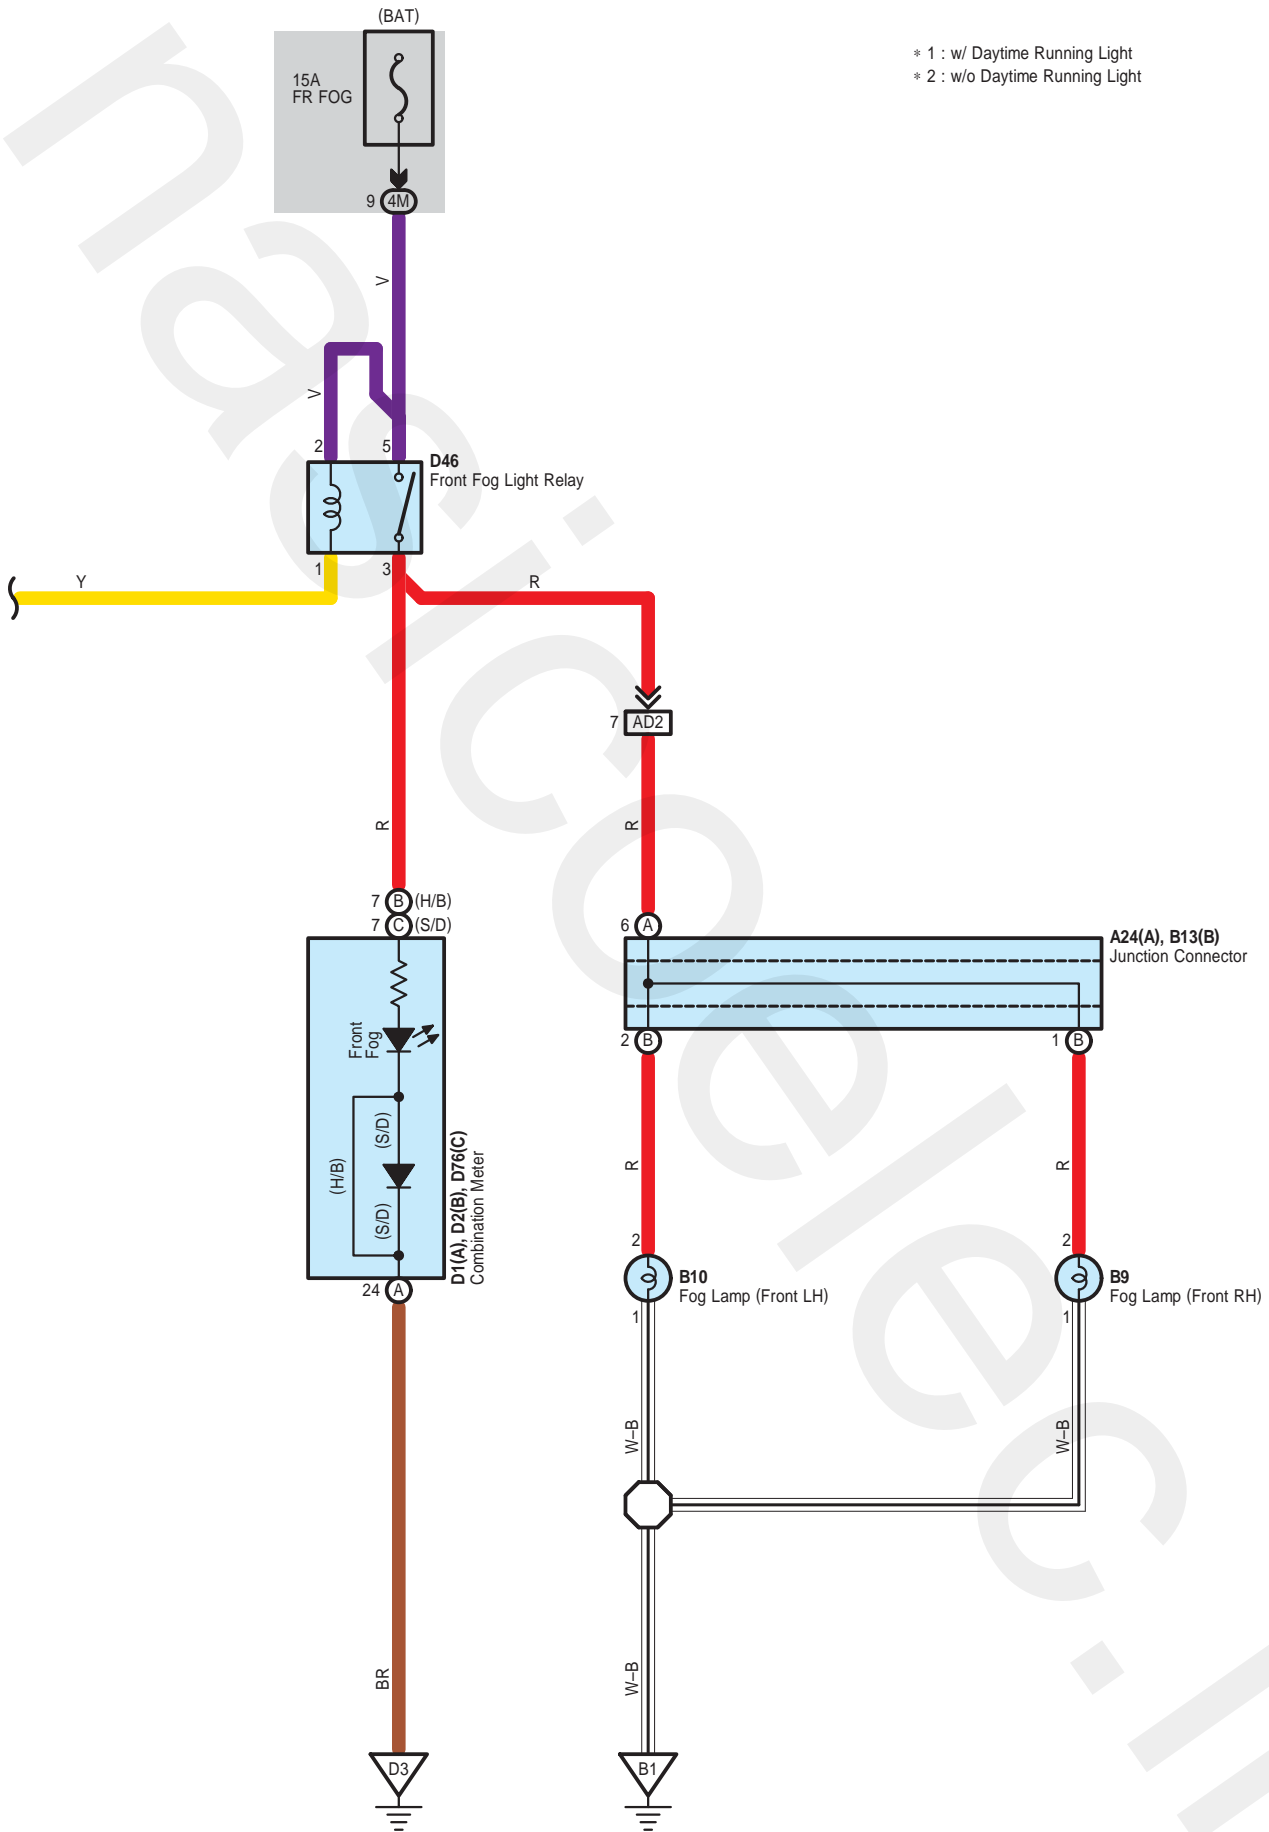 (BAT)
∗ 1 : w/ Daytime Running Light
∗ 2 : w/o Daytime Running Light
15A
FR FOG
9 4M
V
V
2 5
D46
Front Fog Light Relay
1 3
Y
R
7 AD2
R
R
7 B (H/B)
7 C (S/D)
6 A
A24(A), B13(B)
Junction Connector
Front
Fog
2 B
1 B
(S/D)
(H/B)
(S/D)
D1(A), D2(B), D76(C)
Combination Meter
R
R
2
2
B10
Fog Lamp (Front LH)
B9
Fog Lamp (Front RH)
24 A
1
1
W–B
W–B
BR
W–B
D3
B1
nasicoelec.ir